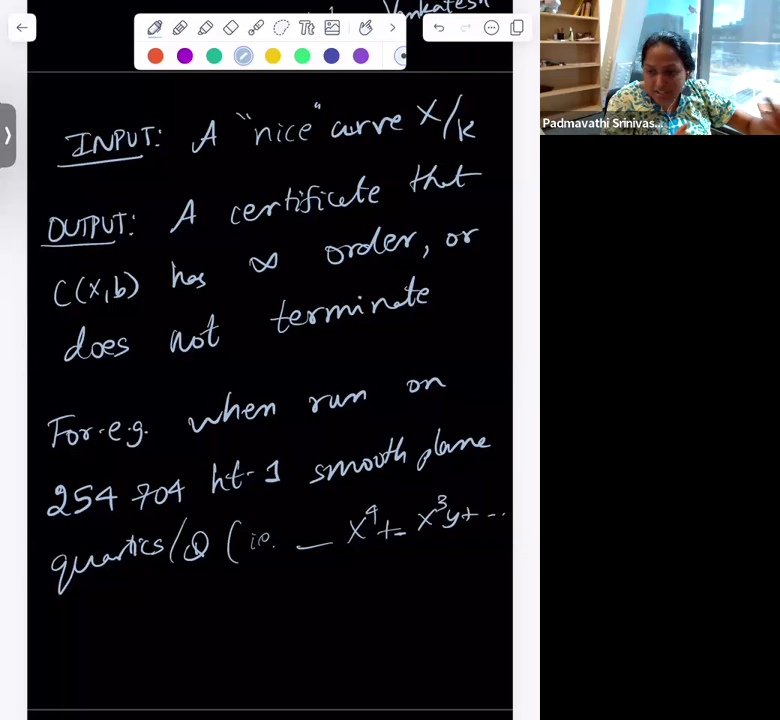 Venkatesh
INPUT: A "nice" curve X/k
OUTPUT: A certificate that
C(X,b) has ∞ order, or
does not terminate
For e.g. when run on
254 704 ht-1 smooth plane
quartics/Q (i.e. _ x⁴ + _ x³y + ...
Padmavathi Srinivas...